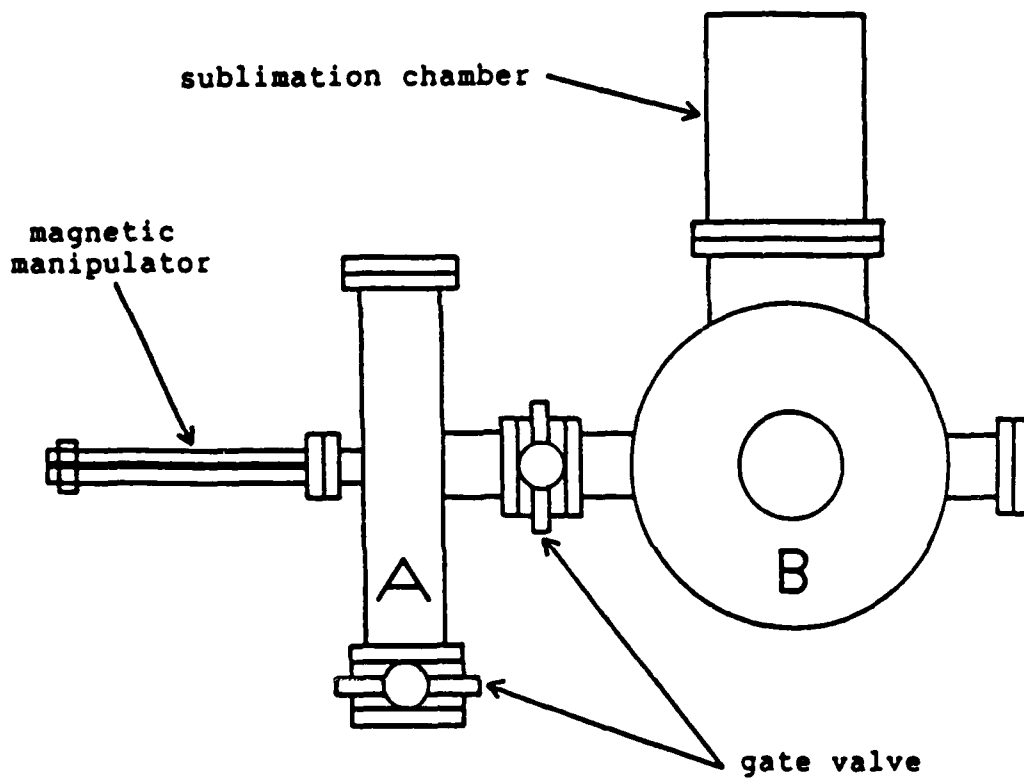 sublimation chamber
magnetic
manipulator
A
B
gate valve